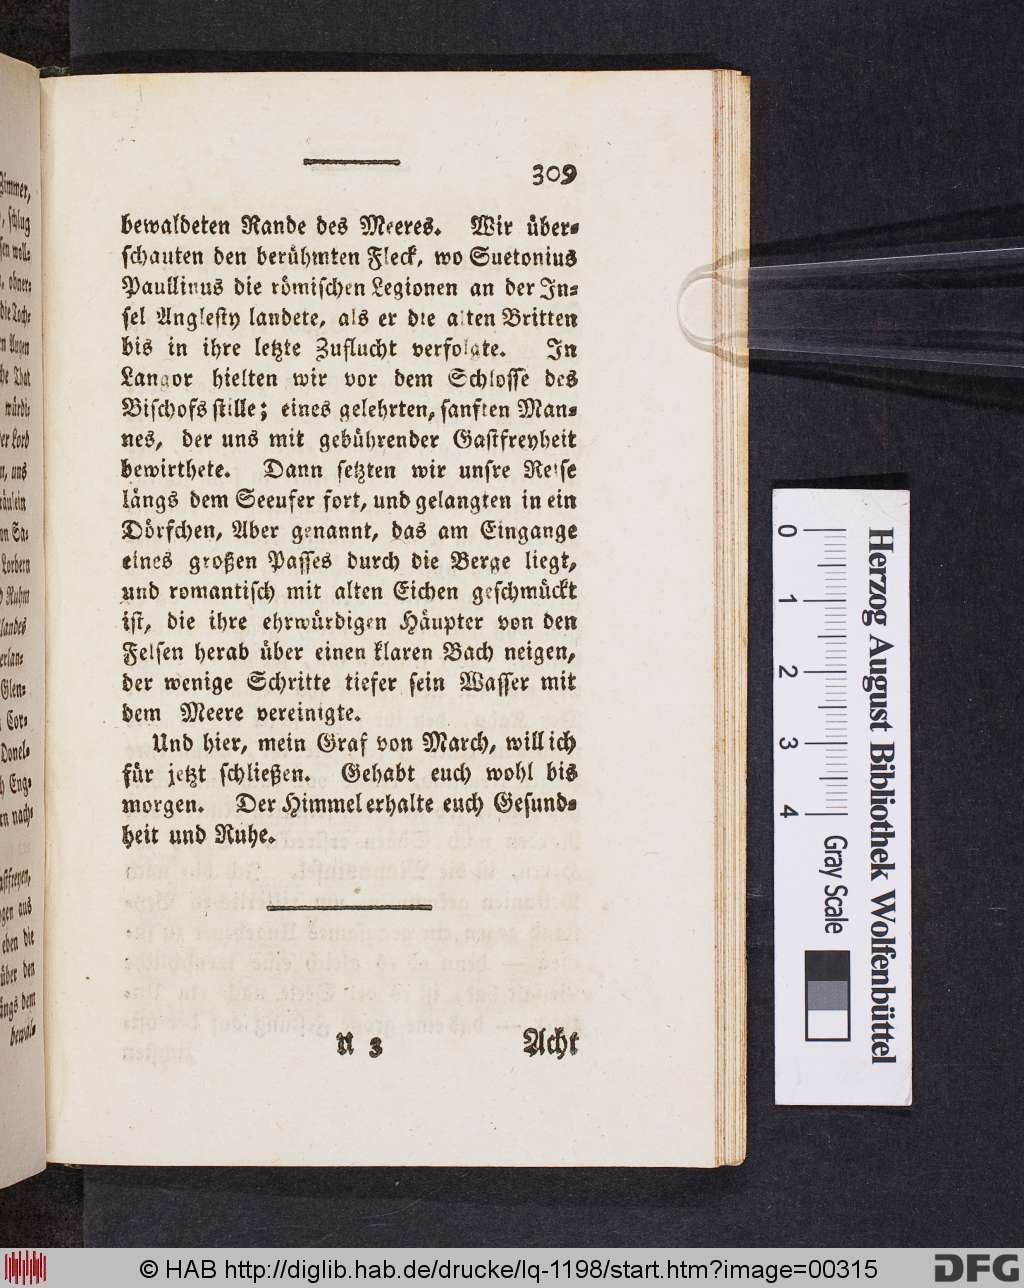 309
bewaldeten Rande des Meeres. Wir über-
schauten den berühmten Fleck, wo Suetonius
Paullinus die römischen Legionen an der In-
sel Anglesey landete, als er die alten Britten
bis in ihre letzte Zuflucht verfolgte. In
Langor hielten wir vor dem Schlosse des
Bischofs stille; eines gelehrten, sanften Man-
nes, der uns mit gebührender Gastfreyheit
bewirthete. Dann setzten wir unsre Reise
längs dem Seeufer fort, und gelangten in ein
Dörfchen, Aber genannt, das am Eingange
eines großen Passes durch die Berge liegt,
und romantisch mit alten Eichen geschmückt
ist, die ihre ehrwürdigen Häupter von den
Felsen herab über einen klaren Bach neigen,
der wenige Schritte tiefer sein Wasser mit
dem Meere vereinigte.
Und hier, mein Graf von March, will ich
für jetzt schließen. Gehabt euch wohl bis
morgen. Der Himmel erhalte euch Gesund-
heit und Ruhe.
U 3 Acht
Herzog August Bibliothek Wolfenbüttel
0 1 2 3 4 Gray Scale
© HAB http://diglib.hab.de/drucke/lq-1198/start.htm?image=00315
DFG